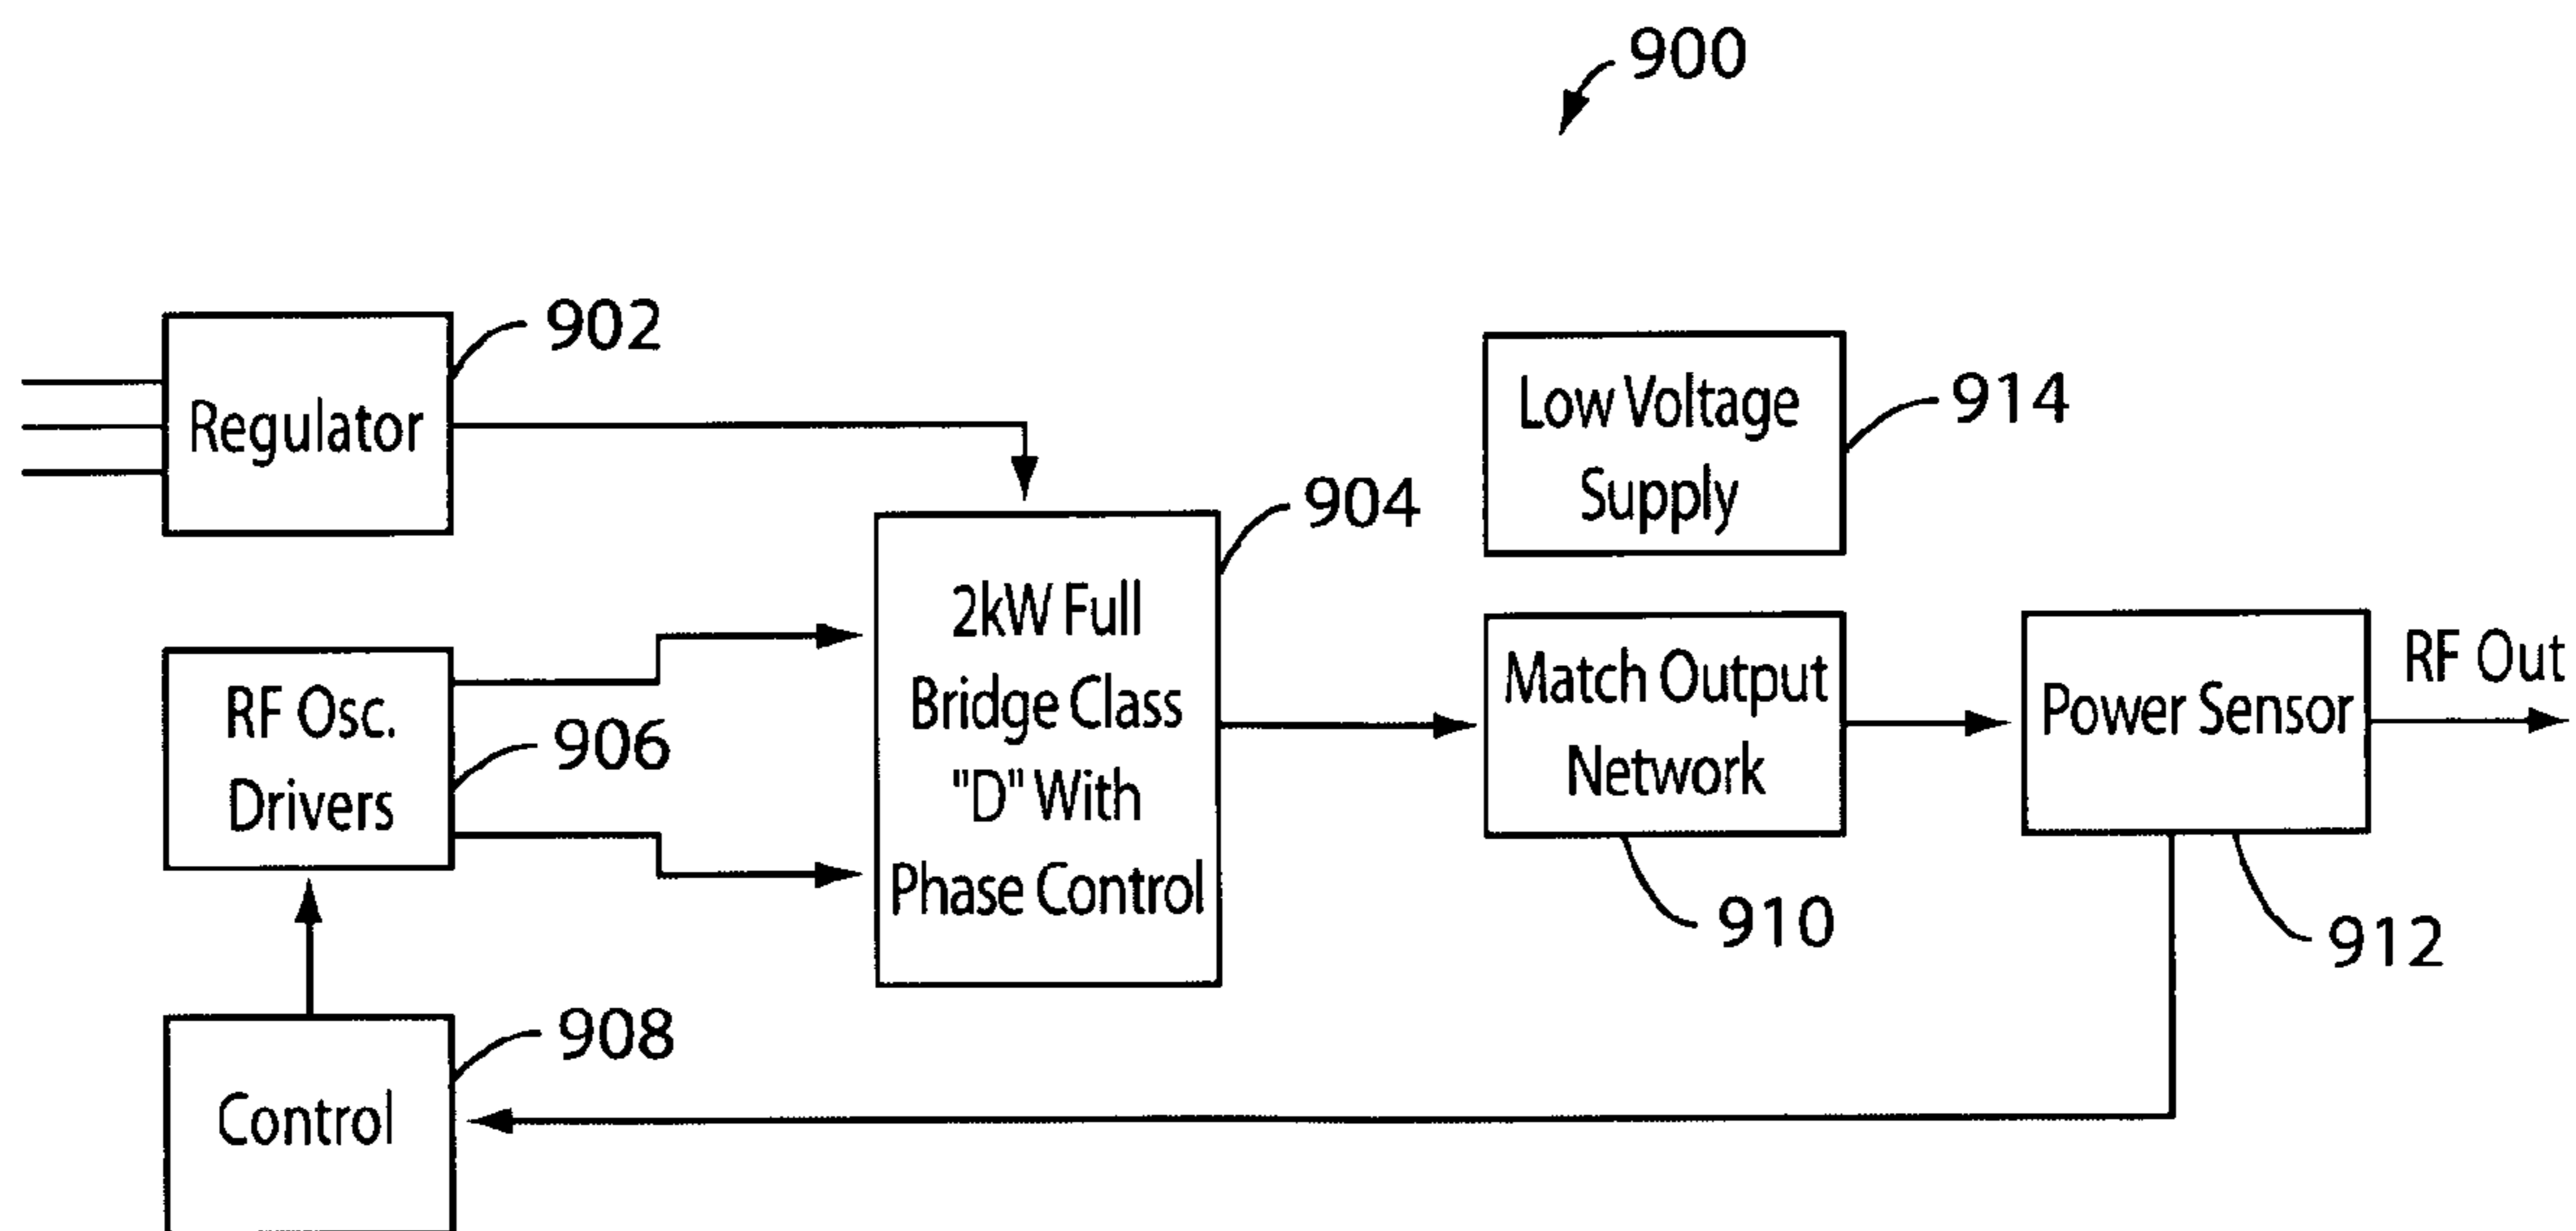 900
902
Regulator
Low Voltage
Supply
914
904
2kW Full
Bridge Class
"D" With
Phase Control
RF Osc.
Drivers
906
Match Output
Network
910
Power Sensor
912
RF Out
908
Control